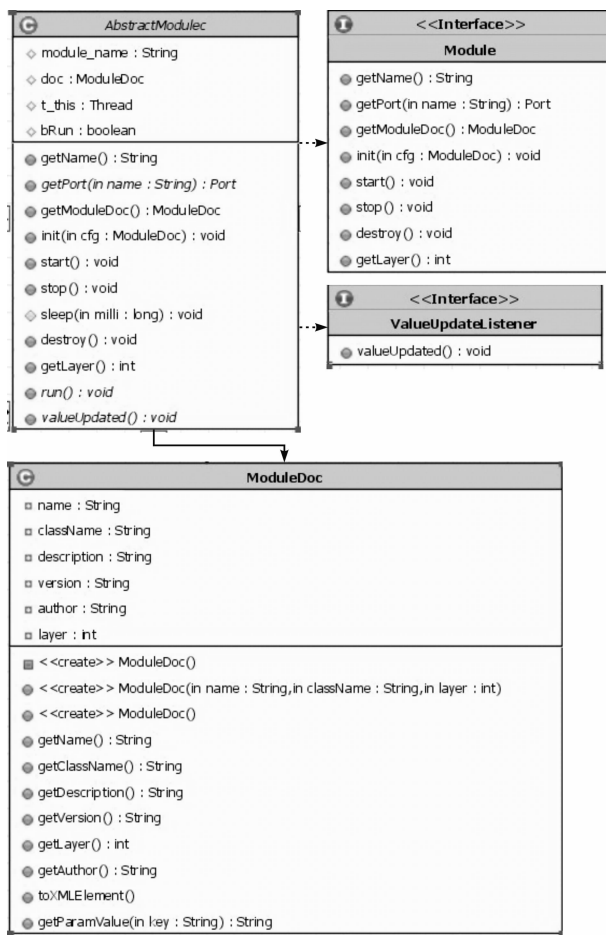 C AbstractModulec
module_name : String
doc : ModuleDoc
t_this : Thread
bRun : boolean
getName() : String
getPort(in name : String) : Port
getModuleDoc() : ModuleDoc
init(in cfg : ModuleDoc) : void
start() : void
stop() : void
sleep(in milli : long) : void
destroy() : void
getLayer() : int
run() : void
valueUpdated() : void
I <<Interface>>
Module
getName() : String
getPort(in name : String) : Port
getModuleDoc() : ModuleDoc
init(in cfg : ModuleDoc) : void
start() : void
stop() : void
destroy() : void
getLayer() : int
I <<Interface>>
ValueUpdateListener
valueUpdated() : void
C ModuleDoc
name : String
className : String
description : String
version : String
author : String
layer : int
<<create>> ModuleDoc()
<<create>> ModuleDoc(in name : String,in className : String,in layer : int)
<<create>> ModuleDoc()
getName() : String
getClassName() : String
getDescription() : String
getVersion() : String
getLayer() : int
getAuthor() : String
toXMLElement()
getParamValue(in key : String) : String